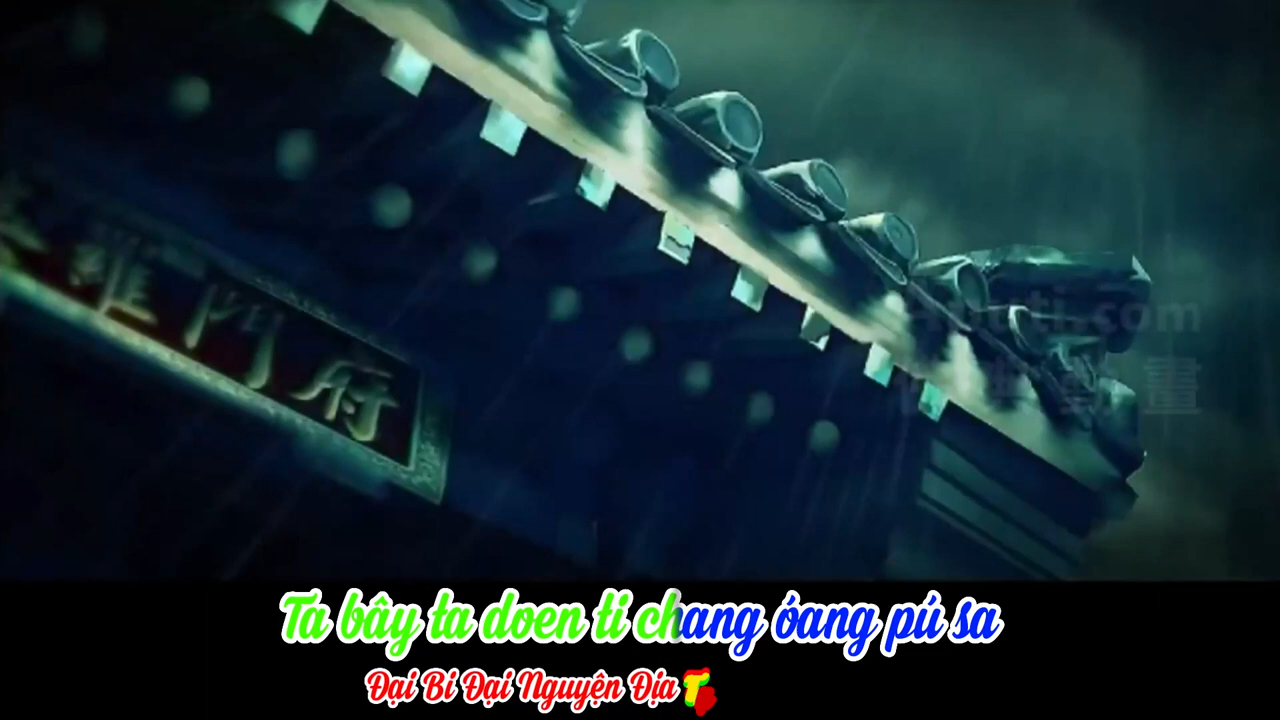 羅門府
Ta bây ta doen ti chang óang pú sa
Đại Bi Đại Nguyện Địa T